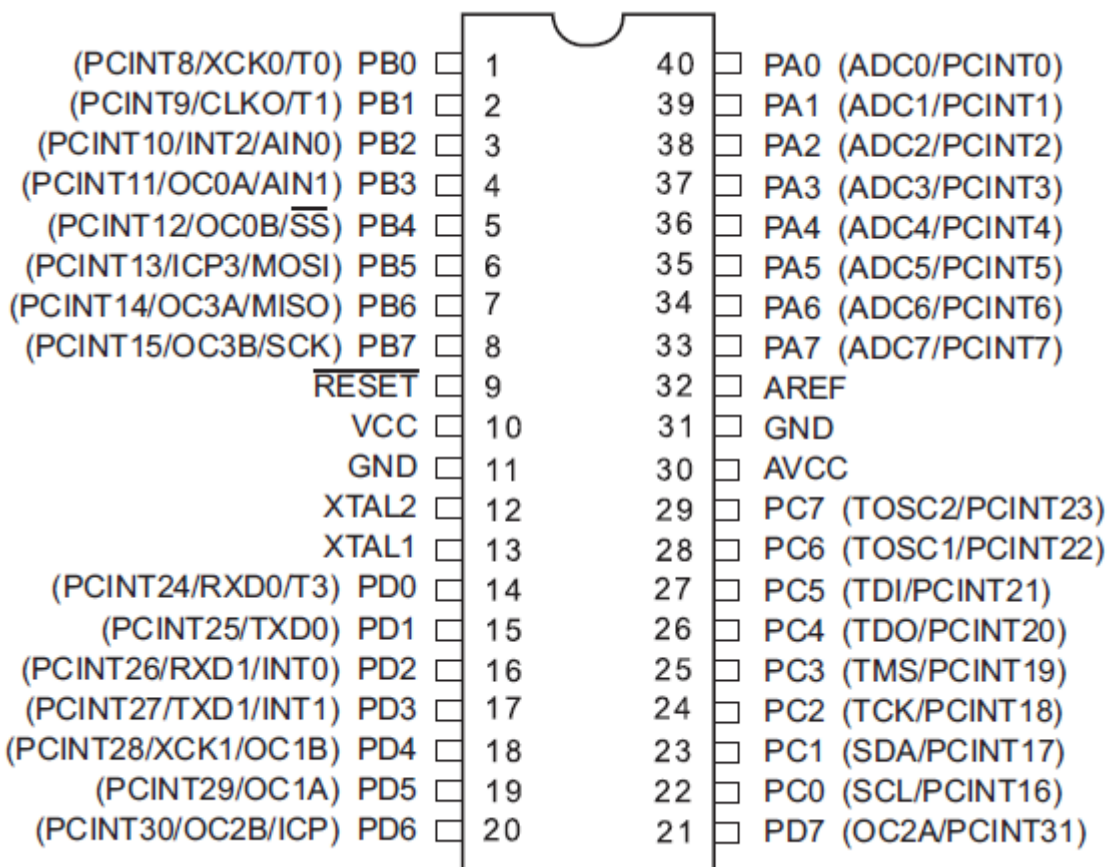 (PCINT8/XCK0/T0) PB0 1 40 PA0 (ADC0/PCINT0)
(PCINT9/CLKO/T1) PB1 2 39 PA1 (ADC1/PCINT1)
(PCINT10/INT2/AIN0) PB2 3 38 PA2 (ADC2/PCINT2)
(PCINT11/OC0A/AIN1) PB3 4 37 PA3 (ADC3/PCINT3)
(PCINT12/OC0B/S̅S̅) PB4 5 36 PA4 (ADC4/PCINT4)
(PCINT13/ICP3/MOSI) PB5 6 35 PA5 (ADC5/PCINT5)
(PCINT14/OC3A/MISO) PB6 7 34 PA6 (ADC6/PCINT6)
(PCINT15/OC3B/SCK) PB7 8 33 PA7 (ADC7/PCINT7)
R̅E̅S̅E̅T̅ 9 32 AREF
VCC 10 31 GND
GND 11 30 AVCC
XTAL2 12 29 PC7 (TOSC2/PCINT23)
XTAL1 13 28 PC6 (TOSC1/PCINT22)
(PCINT24/RXD0/T3) PD0 14 27 PC5 (TDI/PCINT21)
(PCINT25/TXD0) PD1 15 26 PC4 (TDO/PCINT20)
(PCINT26/RXD1/INT0) PD2 16 25 PC3 (TMS/PCINT19)
(PCINT27/TXD1/INT1) PD3 17 24 PC2 (TCK/PCINT18)
(PCINT28/XCK1/OC1B) PD4 18 23 PC1 (SDA/PCINT17)
(PCINT29/OC1A) PD5 19 22 PC0 (SCL/PCINT16)
(PCINT30/OC2B/ICP) PD6 20 21 PD7 (OC2A/PCINT31)